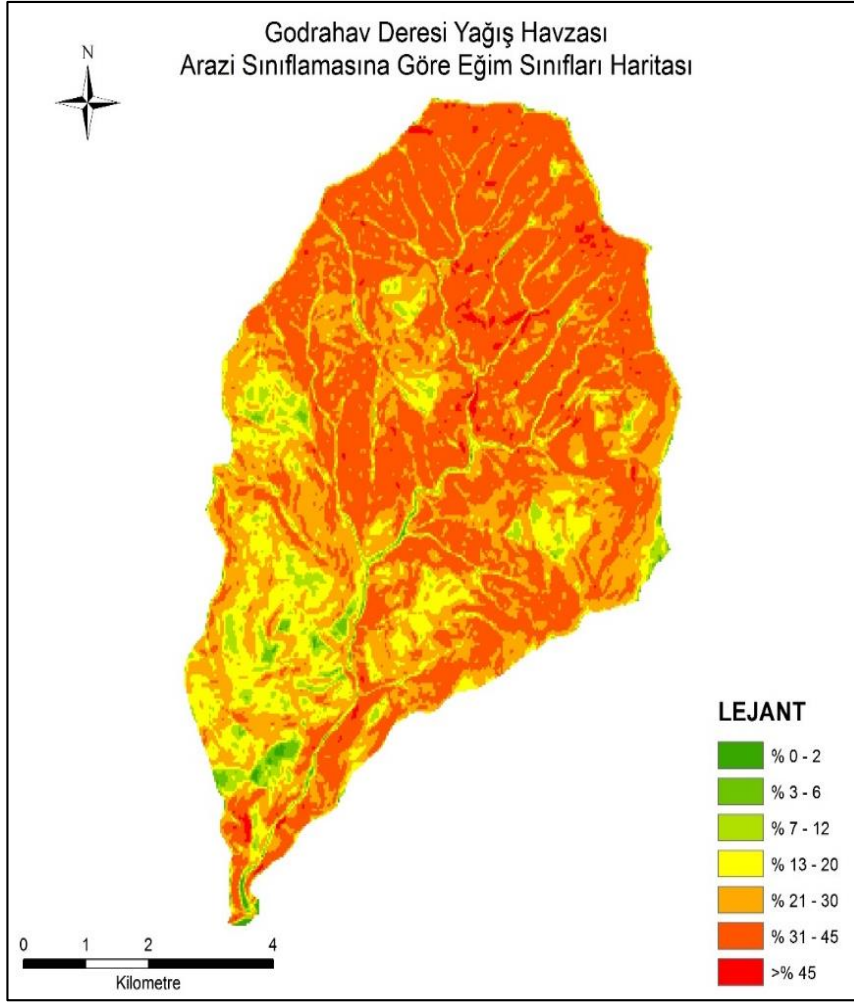 Godrahav Deresi Yağış Havzası
Arazi Sınıflamasına Göre Eğim Sınıfları Haritası
N
LEJANT
% 0 - 2
% 3 - 6
% 7 - 12
% 13 - 20
% 21 - 30
% 31 - 45
>% 45
0 1 2 4
Kilometre